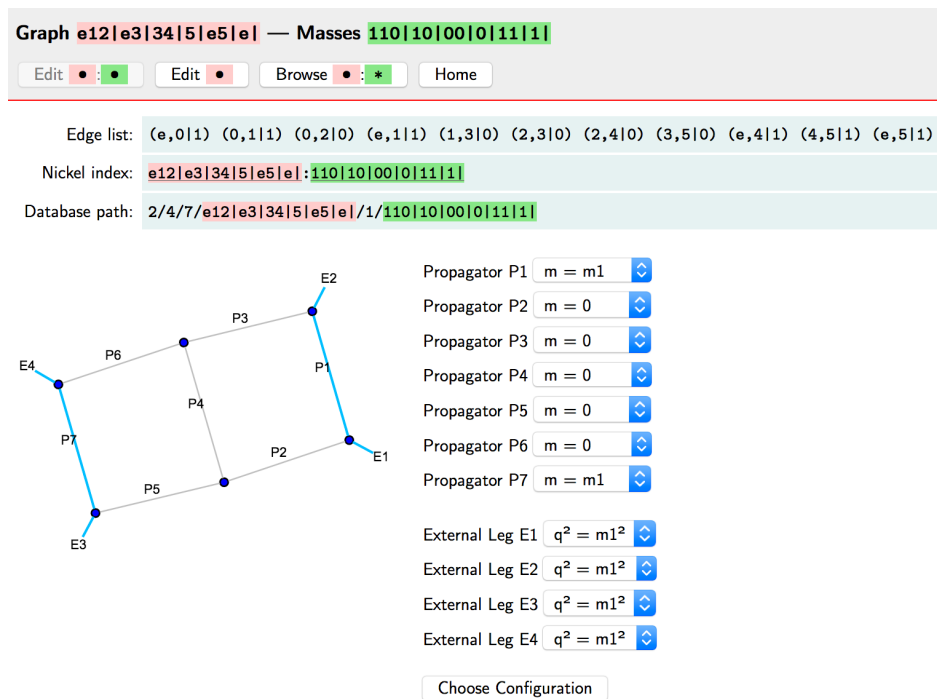 Graph e12|e3|34|5|e5|e| — Masses 110|10|00|0|11|1|
Edit ●:● Edit ● Browse ●:* Home
Edge list: (e,0|1) (0,1|1) (0,2|0) (e,1|1) (1,3|0) (2,3|0) (2,4|0) (3,5|0) (e,4|1) (4,5|1) (e,5|1)
Nickel index: e12|e3|34|5|e5|e|:110|10|00|0|11|1|
Database path: 2/4/7/e12|e3|34|5|e5|e|/1/110|10|00|0|11|1|
E2
P3
P6
E4
P1
P4
P7
P2
E1
P5
E3
Propagator P1 m = m1
Propagator P2 m = 0
Propagator P3 m = 0
Propagator P4 m = 0
Propagator P5 m = 0
Propagator P6 m = 0
Propagator P7 m = m1
External Leg E1 q² = m1²
External Leg E2 q² = m1²
External Leg E3 q² = m1²
External Leg E4 q² = m1²
Choose Configuration